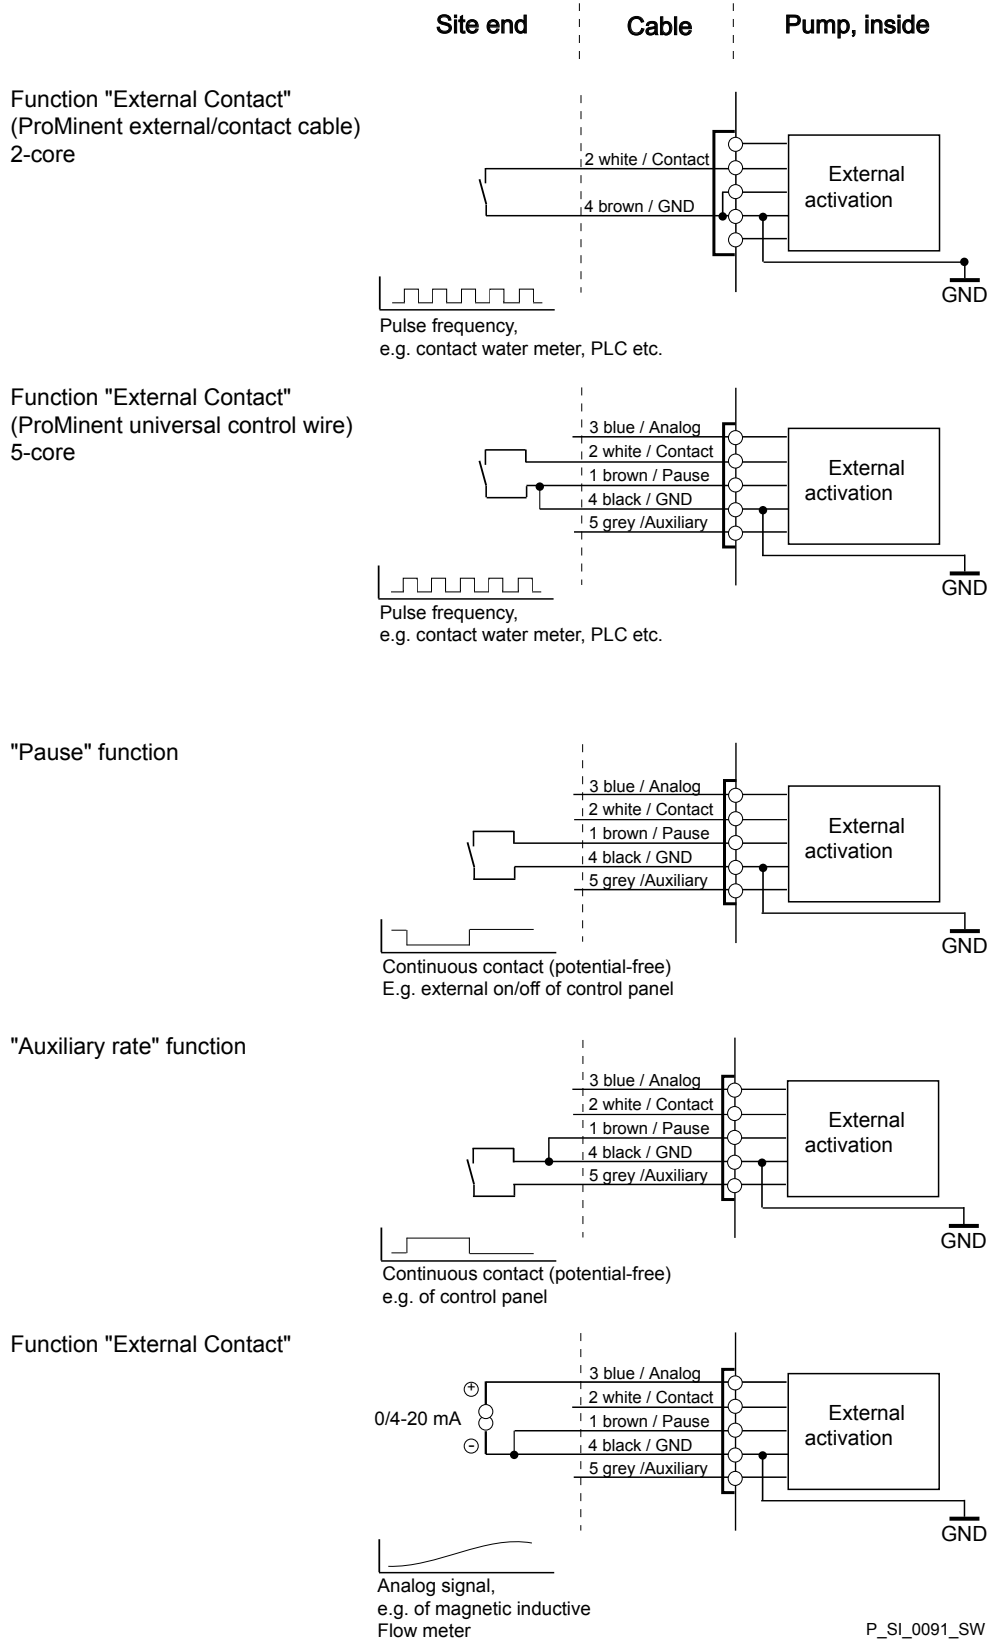 Site end Cable Pump, inside
Function "External Contact"
(ProMinent external/contact cable)
2-core
2 white / Contact
4 brown / GND
External
activation
GND
Pulse frequency,
e.g. contact water meter, PLC etc.
Function "External Contact"
(ProMinent universal control wire)
5-core
3 blue / Analog
2 white / Contact
1 brown / Pause
4 black / GND
5 grey /Auxiliary
External
activation
GND
Pulse frequency,
e.g. contact water meter, PLC etc.
"Pause" function
3 blue / Analog
2 white / Contact
1 brown / Pause
4 black / GND
5 grey /Auxiliary
External
activation
GND
Continuous contact (potential-free)
E.g. external on/off of control panel
"Auxiliary rate" function
3 blue / Analog
2 white / Contact
1 brown / Pause
4 black / GND
5 grey /Auxiliary
External
activation
GND
Continuous contact (potential-free)
e.g. of control panel
Function "External Contact"
+
0/4-20 mA
-
3 blue / Analog
2 white / Contact
1 brown / Pause
4 black / GND
5 grey /Auxiliary
External
activation
GND
Analog signal,
e.g. of magnetic inductive
Flow meter
P_SI_0091_SW